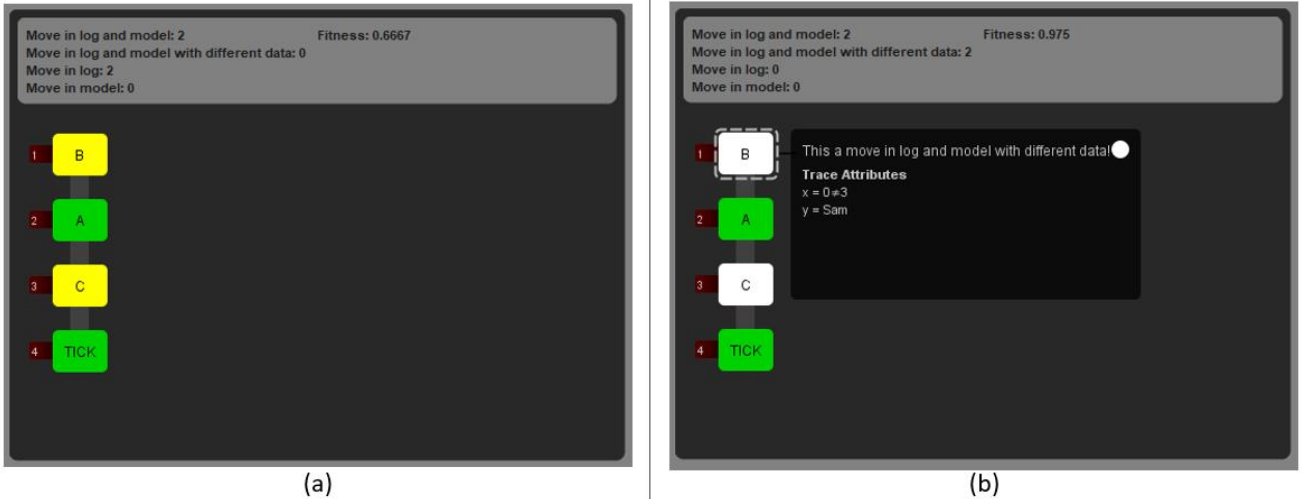 Move in log and model: 2 Fitness: 0.6667
Move in log and model with different data: 0
Move in log: 2
Move in model: 0
1 B
2 A
3 C
4 TICK
(a)
Move in log and model: 2 Fitness: 0.975
Move in log and model with different data: 2
Move in log: 0
Move in model: 0
1 B
This a move in log and model with different data!
Trace Attributes
x = 0≠3
y = Sam
2 A
3 C
4 TICK
(b)